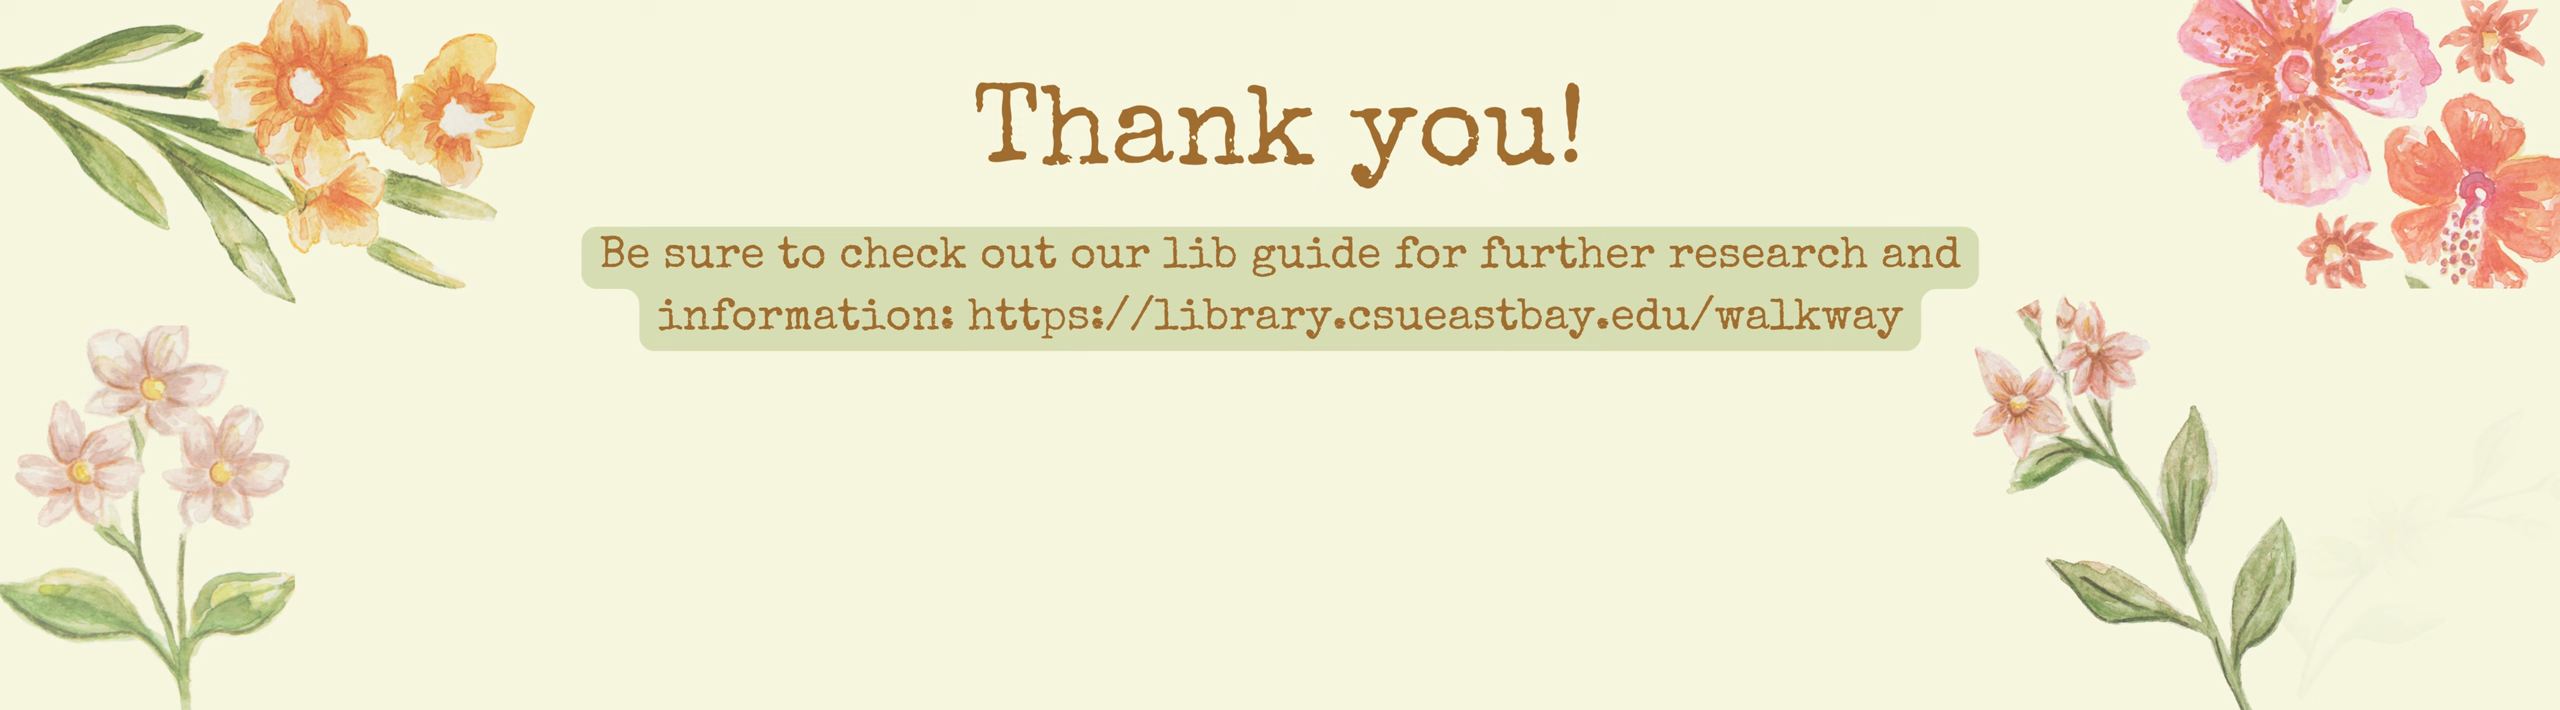 Thank you!
Be sure to check out our lib guide for further research and
information: https://library.csueastbay.edu/walkway